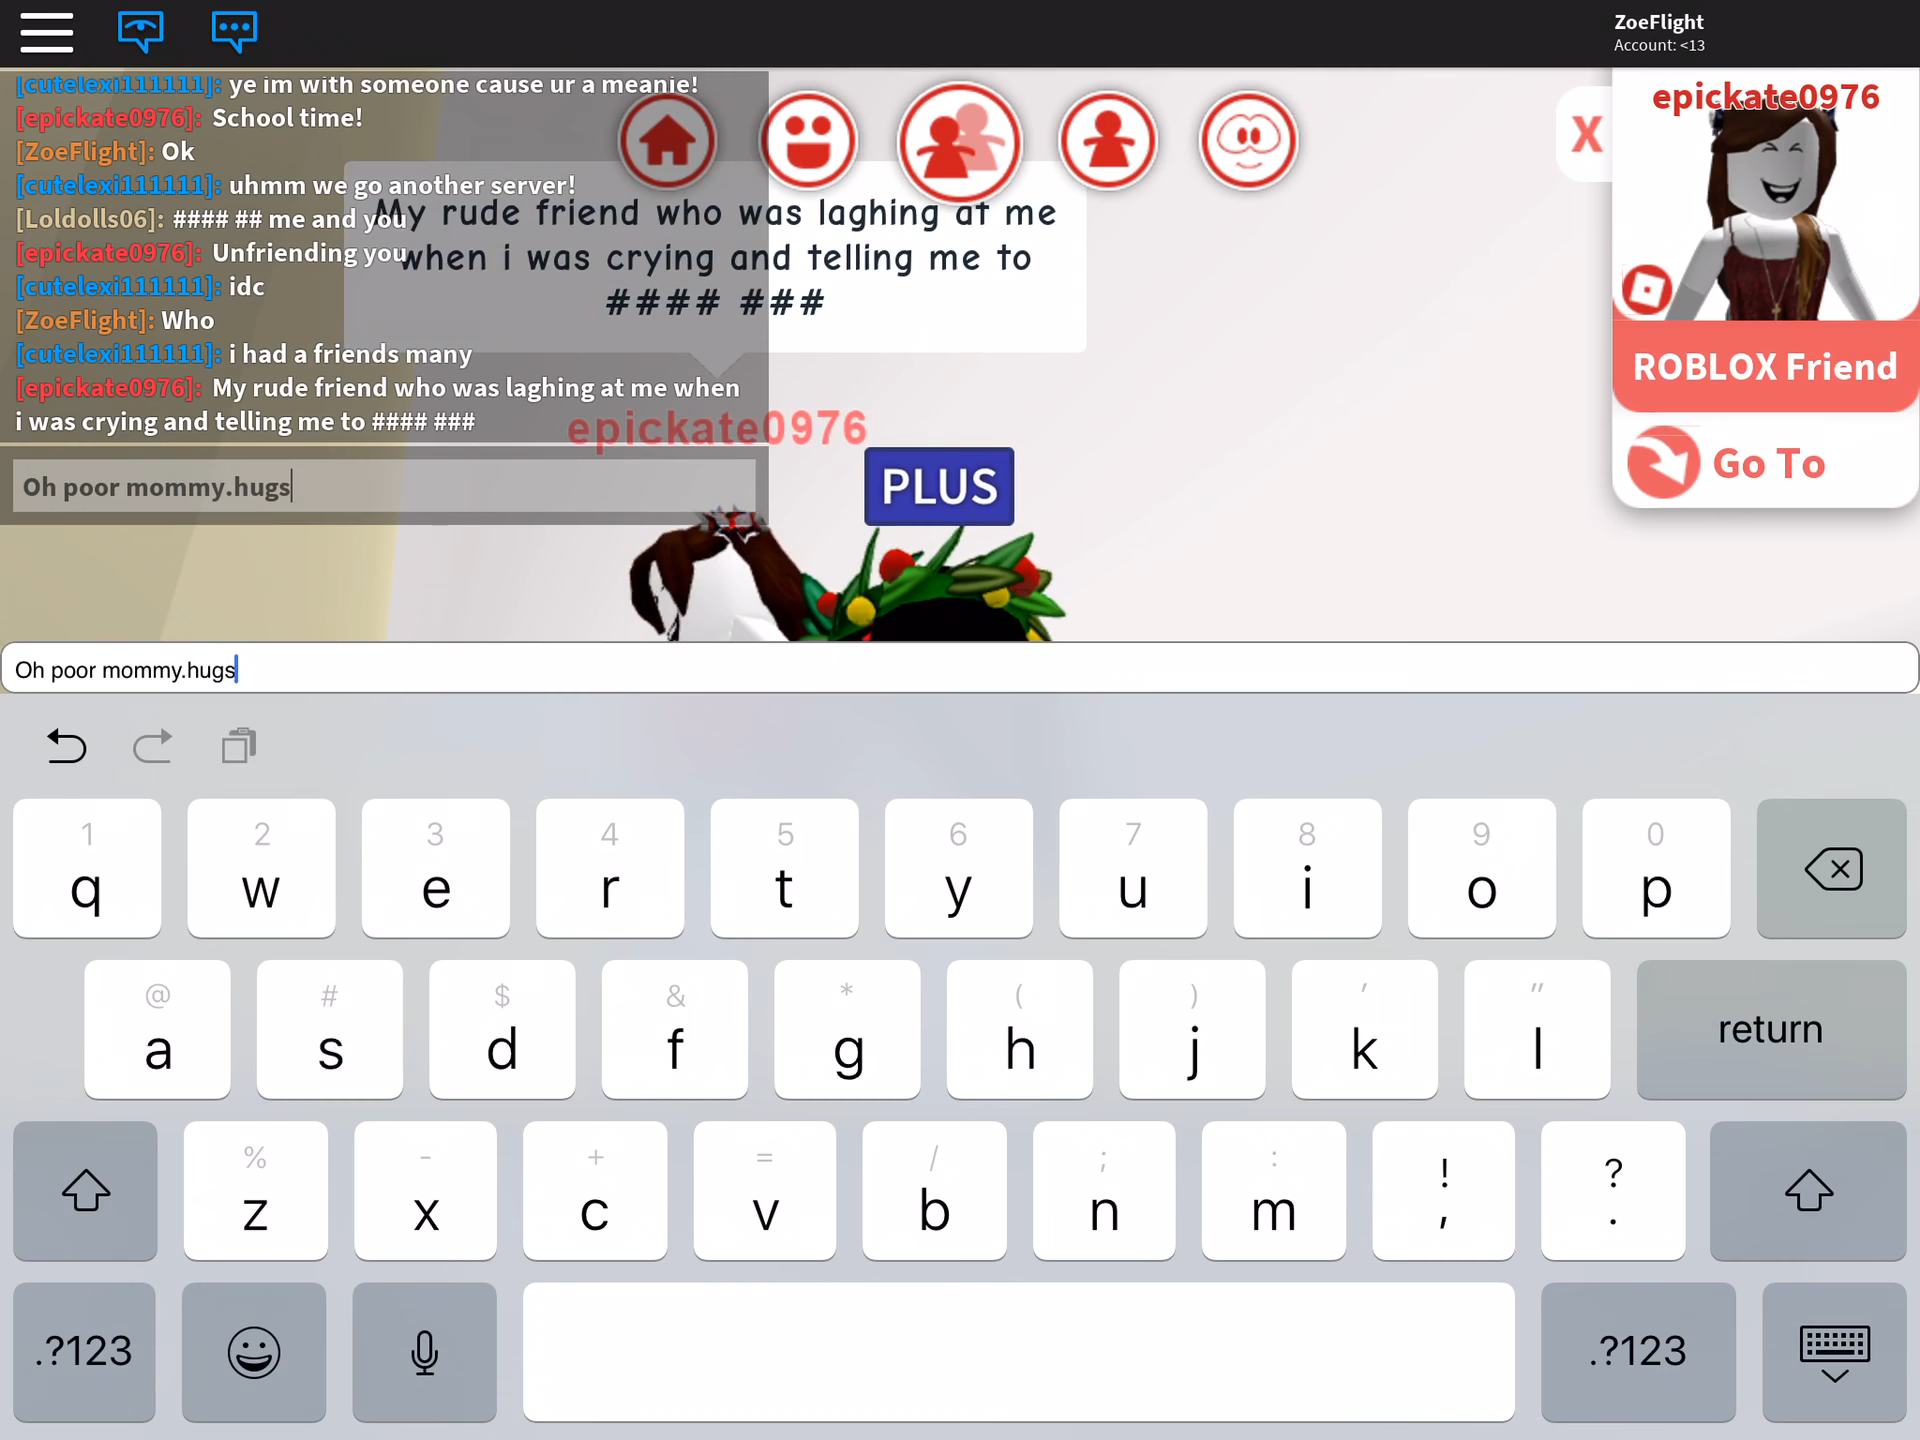 ZoeFlight
Account: <13
[cutelexi111111]: ye im with someone cause ur a meanie!
[epickate0976]: School time!
[ZoeFlight]: Ok
[cutelexi111111]: uhmm we go another server!
[Loldolls06]: #### ## me and you
[epickate0976]: Unfriending you
[cutelexi111111]: idc
[ZoeFlight]: Who
[cutelexi111111]: i had a friends many
[epickate0976]: My rude friend who was laghing at me when
i was crying and telling me to #### ###
Oh poor mommy.hugs
My rude friend who was laghing at me
when i was crying and telling me to
#### ###
epickate0976
PLUS
X
epickate0976
ROBLOX Friend
Go To
Oh poor mommy.hugs
1 2 3 4 5 6 7 8 9 0
q w e r t y u i o p
@ # $ & * ( ) ' "
a s d f g h j k l return
% - + = / ; : ! ?
z x c v b n m , .
.?123 .?123